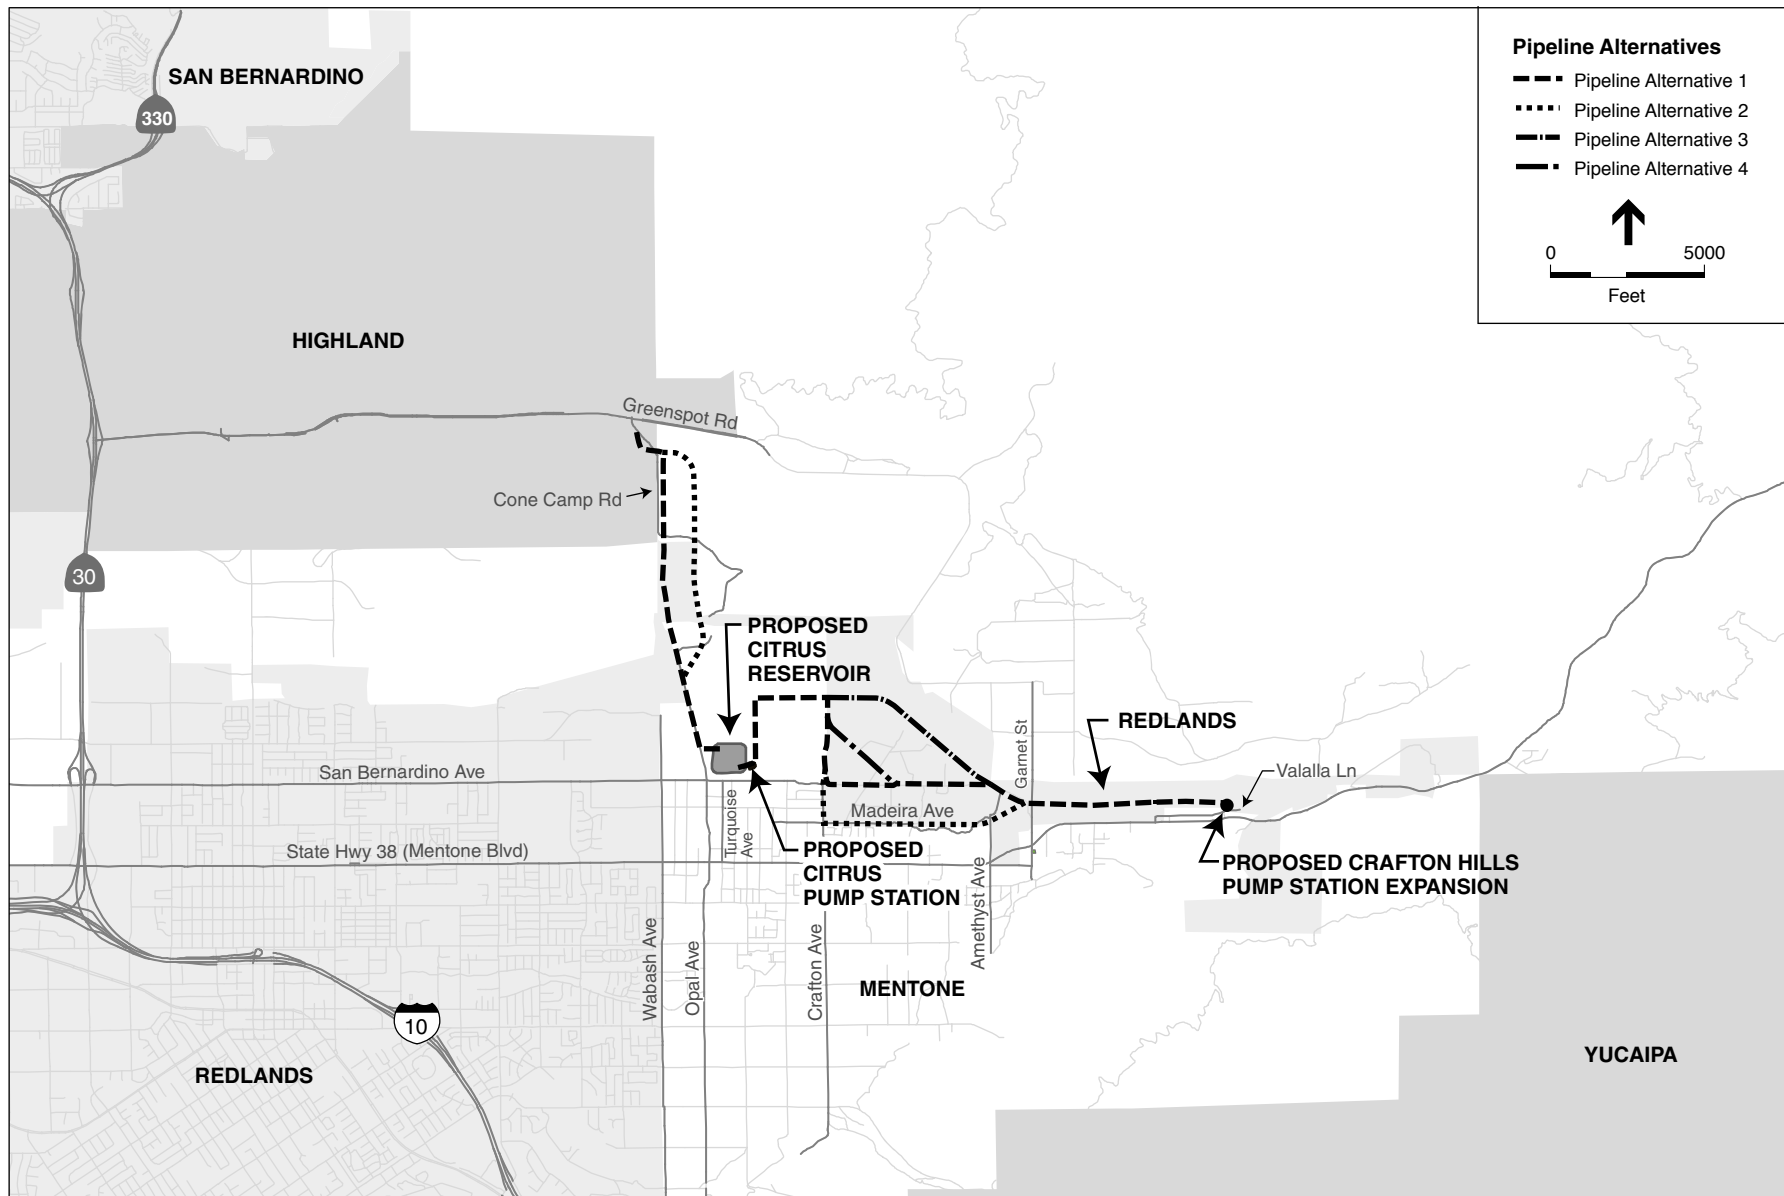 Pipeline Alternatives
Pipeline Alternative 1
Pipeline Alternative 2
Pipeline Alternative 3
Pipeline Alternative 4
0 5000
Feet
SAN BERNARDINO
330
HIGHLAND
Greenspot Rd
Cone Camp Rd
30
PROPOSED
CITRUS
RESERVOIR
REDLANDS
Garnet St
San Bernardino Ave
Valalla Ln
Turquoise
Ave
Madeira Ave
State Hwy 38 (Mentone Blvd)
PROPOSED
CITRUS
PUMP STATION
PROPOSED CRAFTON HILLS
PUMP STATION EXPANSION
Amethyst Ave
Wabash Ave
Opal Ave
Crafton Ave
MENTONE
10
REDLANDS
YUCAIPA